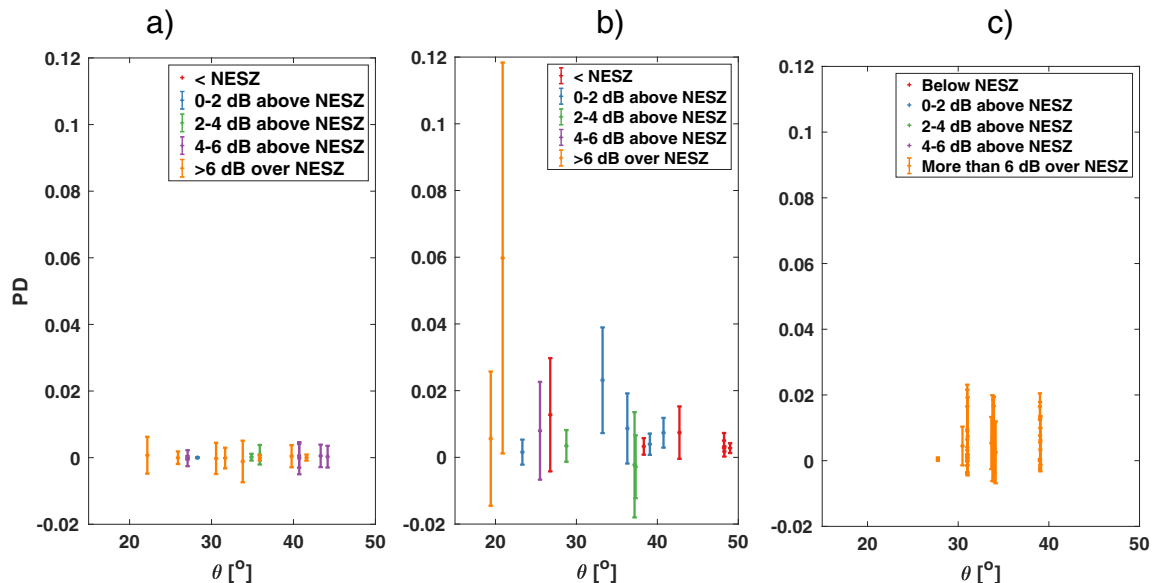 a)
b)
c)
0.12
0.1
0.08
0.06
0.04
0.02
0
-0.02
PD
20
30
40
50
θ [o]
< NESZ
0-2 dB above NESZ
2-4 dB above NESZ
4-6 dB above NESZ
>6 dB over NESZ
0.12
0.1
0.08
0.06
0.04
0.02
0
-0.02
20
30
40
50
θ [o]
< NESZ
0-2 dB above NESZ
2-4 dB above NESZ
4-6 dB above NESZ
>6 dB over NESZ
0.12
0.1
0.08
0.06
0.04
0.02
0
-0.02
20
30
40
50
θ [o]
Below NESZ
0-2 dB above NESZ
2-4 dB above NESZ
4-6 dB above NESZ
More than 6 dB over NESZ